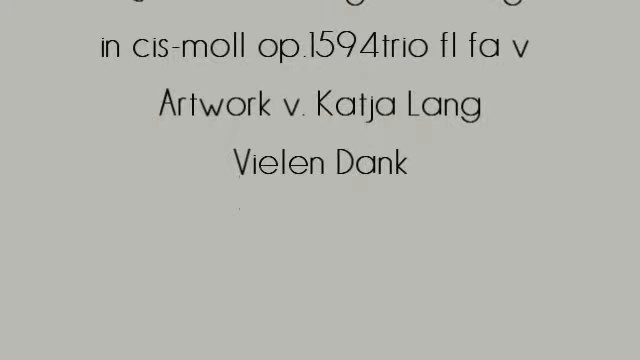 in cis-moll op.1594trio fl fa v
Artwork v. Katja Lang
Vielen Dank